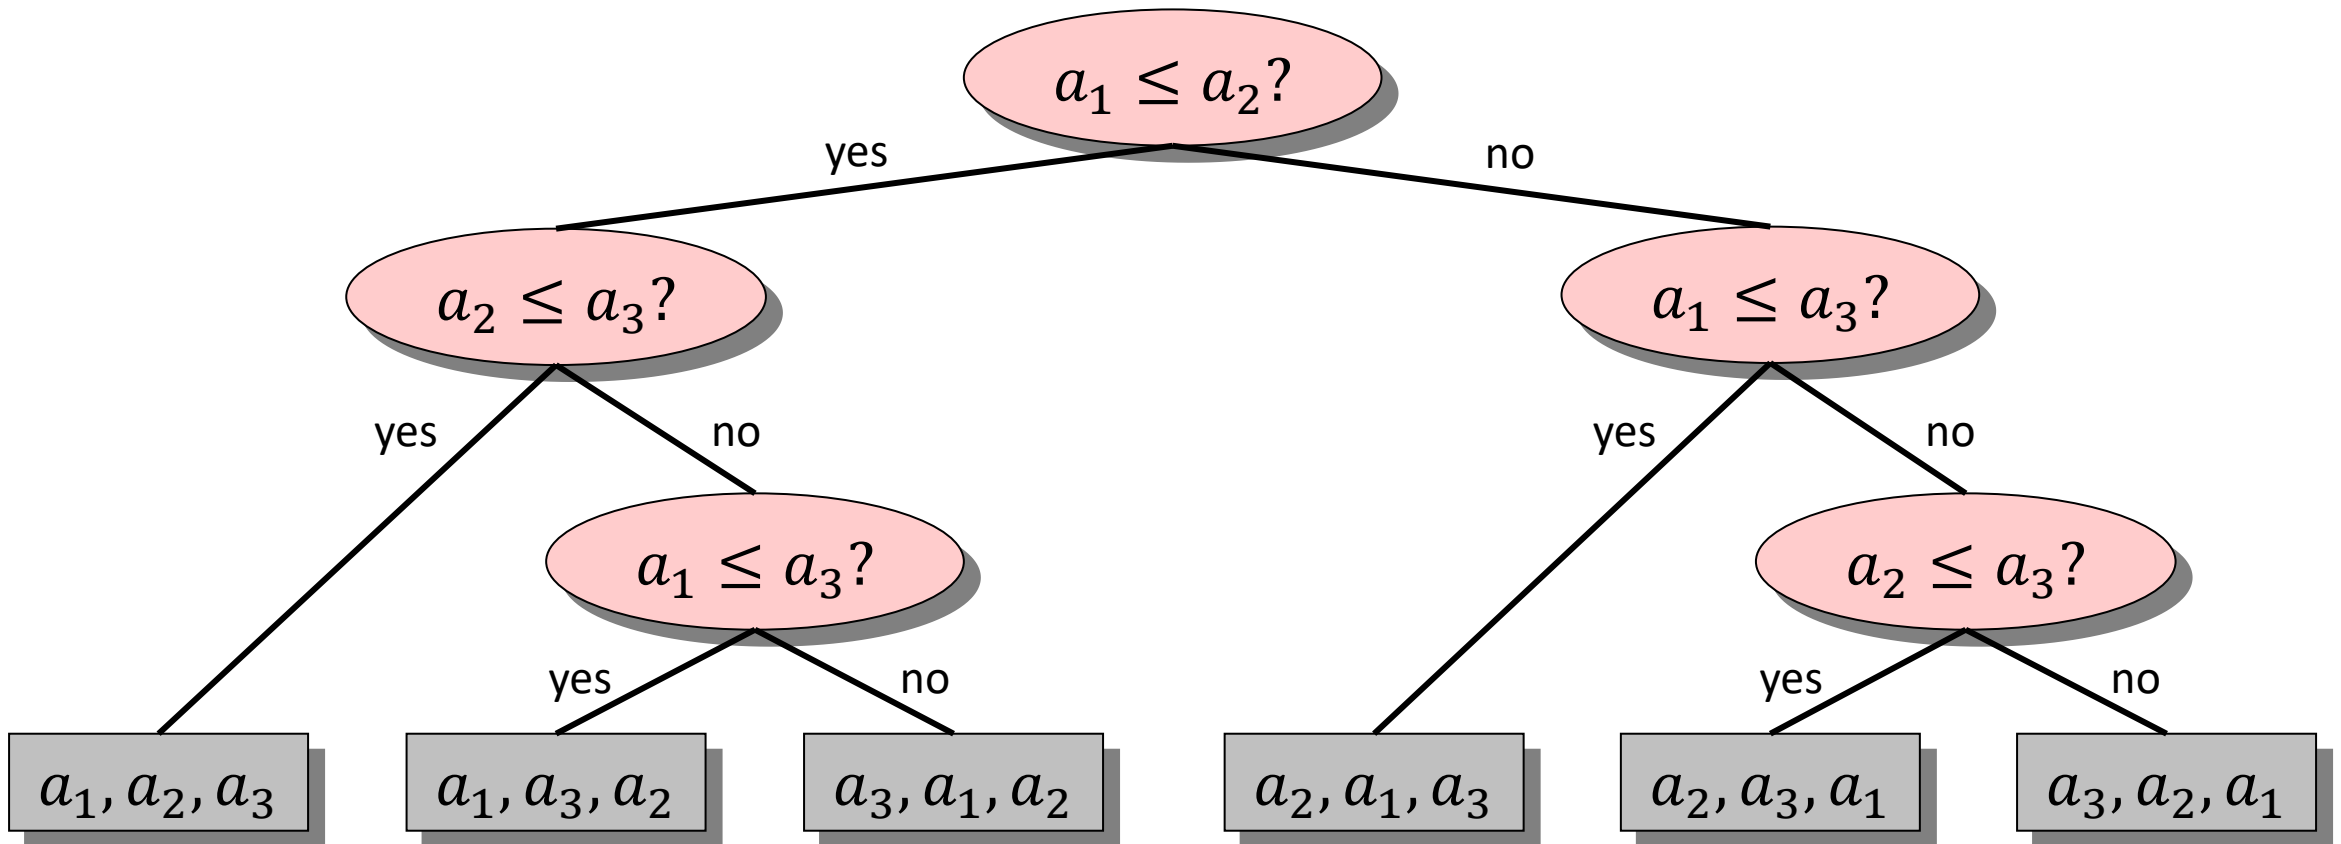 a₁ ≤ a₂?
yes
no
a₂ ≤ a₃?
a₁ ≤ a₃?
yes
no
yes
no
a₁ ≤ a₃?
a₂ ≤ a₃?
yes
no
yes
no
a₁, a₂, a₃
a₁, a₃, a₂
a₃, a₁, a₂
a₂, a₁, a₃
a₂, a₃, a₁
a₃, a₂, a₁